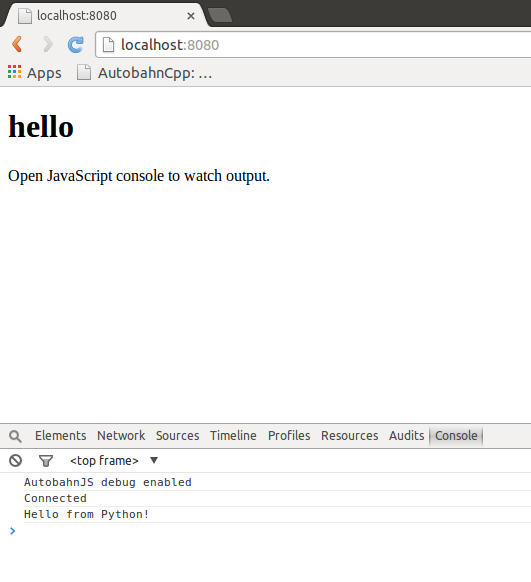 localhost:8080
localhost:8080
Apps AutobahnCpp: ...
hello
Open JavaScript console to watch output.
Elements Network Sources Timeline Profiles Resources Audits Console
<top frame>
AutobahnJS debug enabled
Connected
Hello from Python!